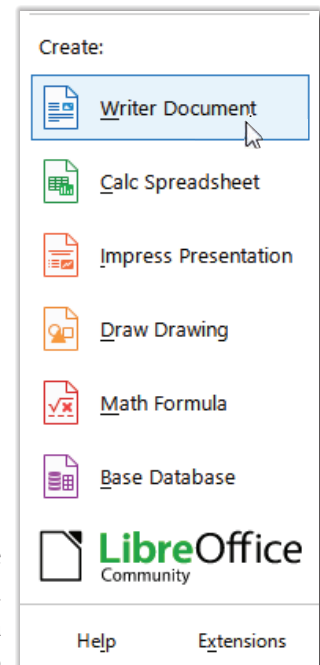 Create:
Writer Document
Calc Spreadsheet
Impress Presentation
Draw Drawing
Math Formula
Base Database
LibreOffice
Community
Help Extensions